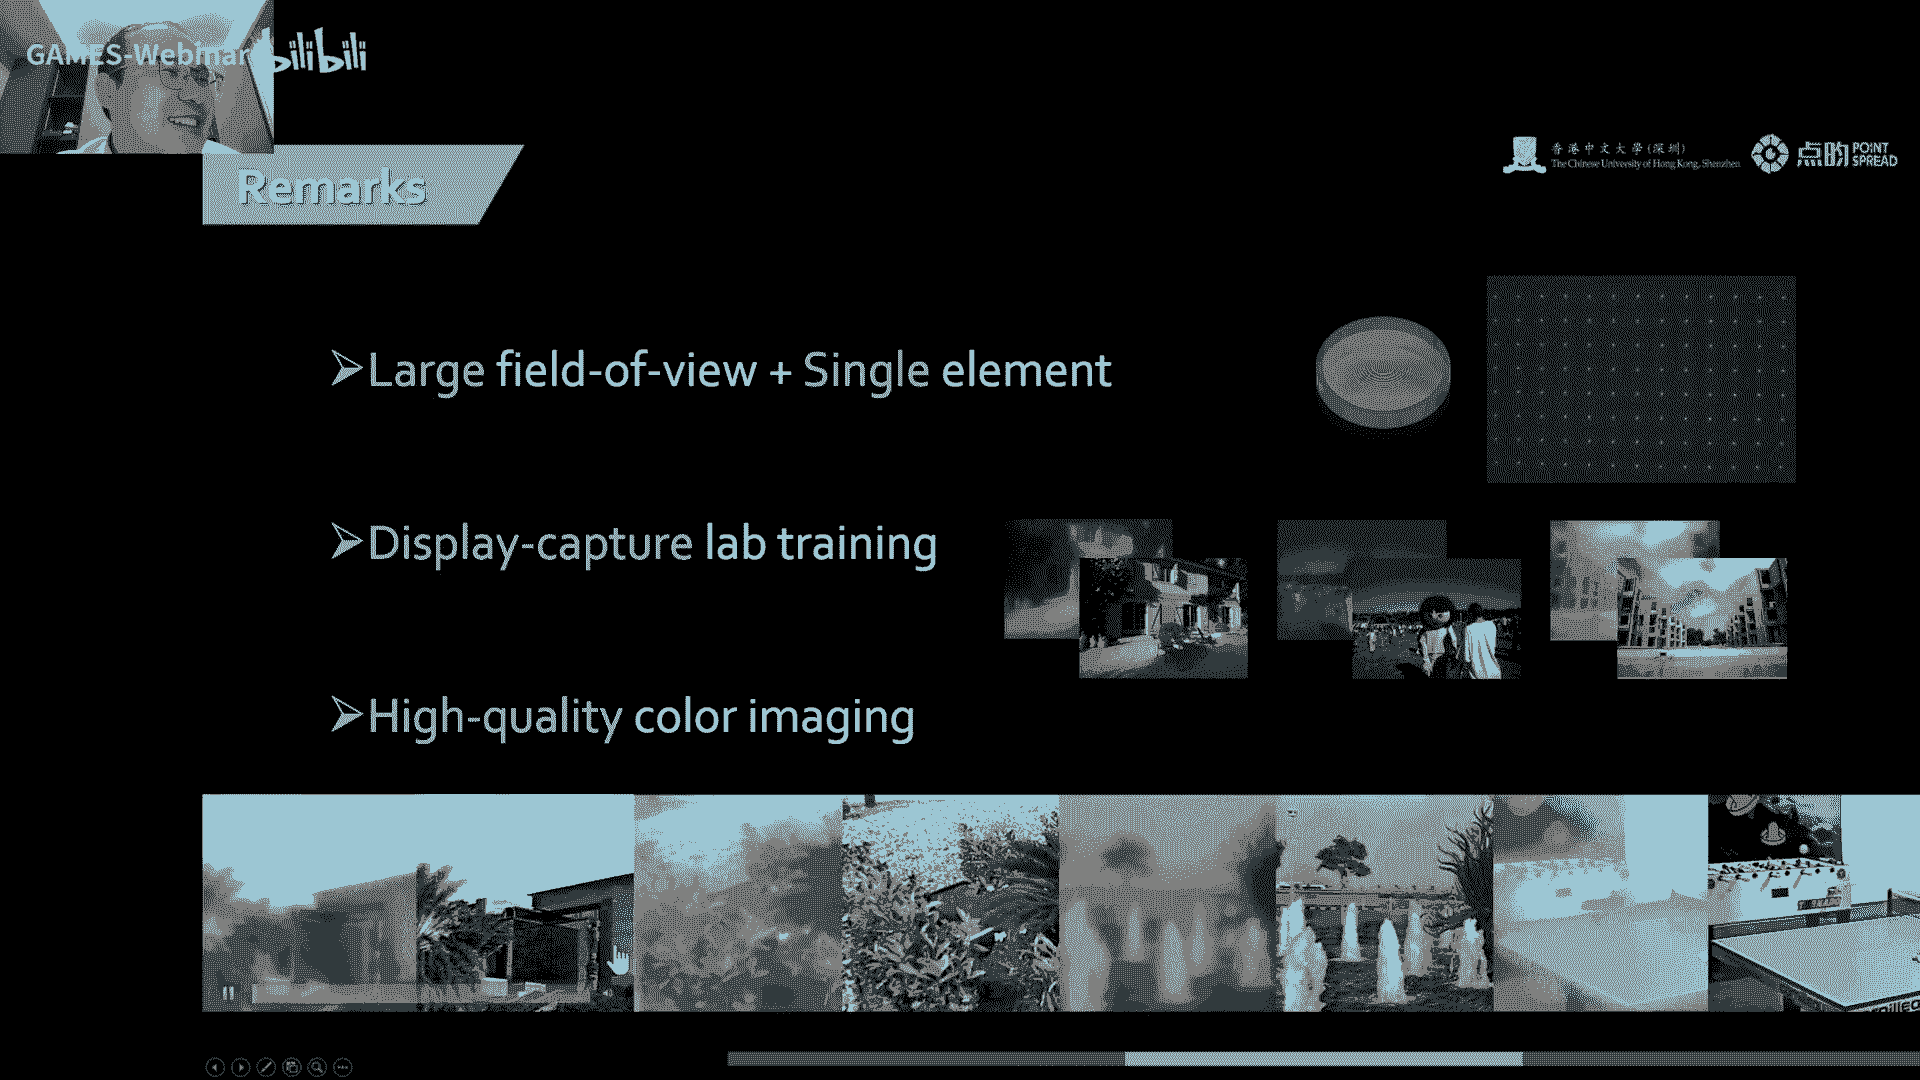 GAMES-Webinar bilibili
香港中文大學(深圳)
The Chinese University of Hong Kong, Shenzhen
点昀 POINT SPREAD
Remarks
➢Large field-of-view + Single element
➢Display-capture lab training
➢High-quality color imaging